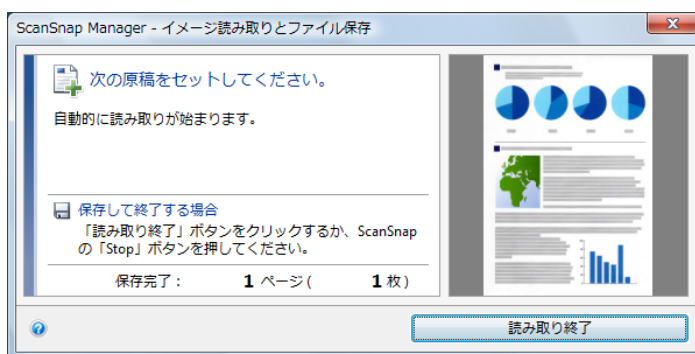 ScanSnap Manager - イメージ読み取りとファイル保存
次の原稿をセットしてください。
自動的に読み取りが始まります。
保存して終了する場合
「読み取り終了」ボタンをクリックするか、ScanSnap
の「Stop」ボタンを押してください。
保存完了： 1 ページ ( 1 枚 )
読み取り終了